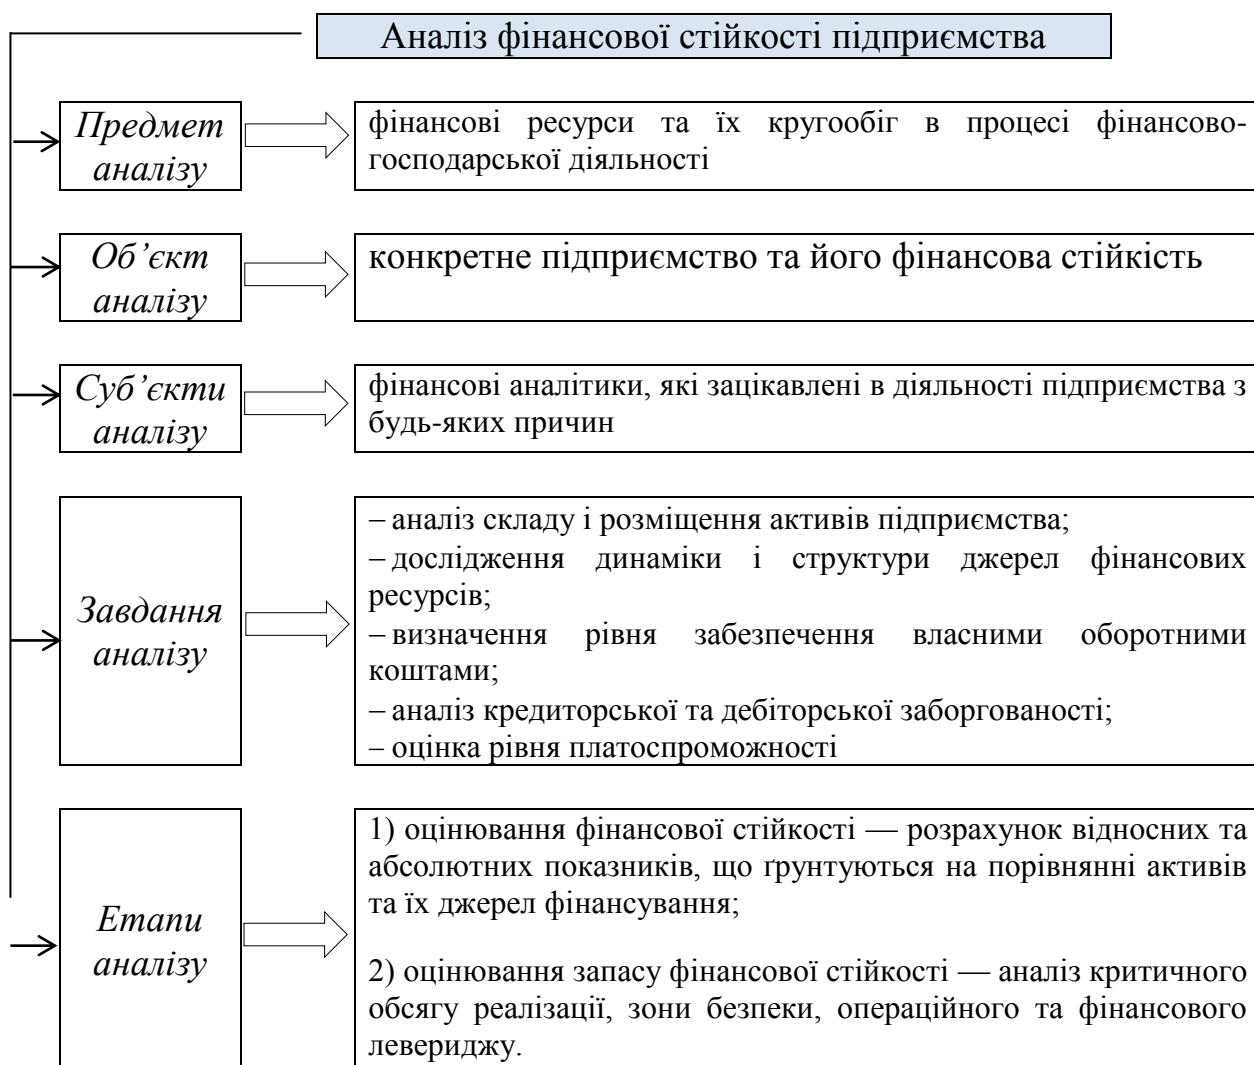 Аналіз фінансової стійкості підприємства
Предмет
аналізу
фінансові ресурси та їх кругообіг в процесі фінансово-
господарської діяльності
Об’єкт
аналізу
конкретне підприємство та його фінансова стійкість
Суб’єкти
аналізу
фінансові аналітики, які зацікавлені в діяльності підприємства з
будь-яких причин
Завдання
аналізу
– аналіз складу і розміщення активів підприємства;
– дослідження динаміки і структури джерел фінансових
ресурсів;
– визначення рівня забезпечення власними оборотними
коштами;
– аналіз кредиторської та дебіторської заборгованості;
– оцінка рівня платоспроможності
Етапи
аналізу
1) оцінювання фінансової стійкості — розрахунок відносних та
абсолютних показників, що ґрунтуються на порівнянні активів
та їх джерел фінансування;
2) оцінювання запасу фінансової стійкості — аналіз критичного
обсягу реалізації, зони безпеки, операційного та фінансового
левериджу.